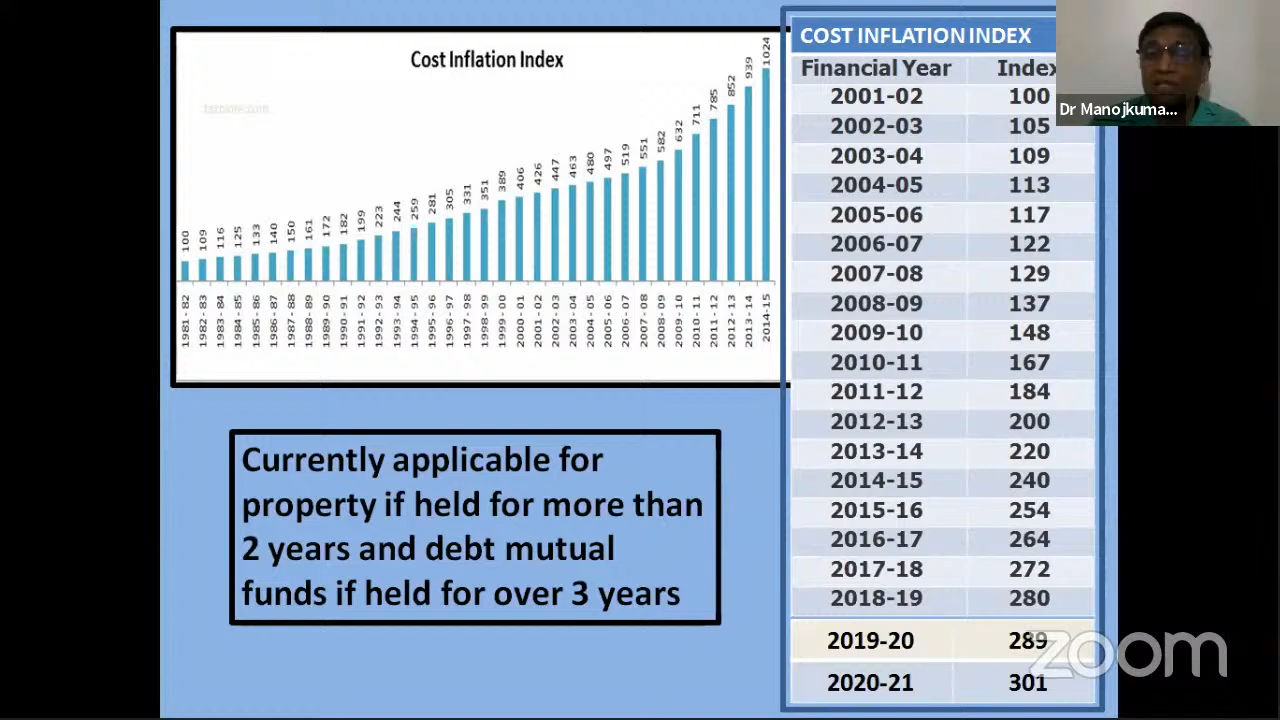 Cost Inflation Index
100 109 116 125 133 140 150 161 172 182 199 223 244 259 281 305 331 351 389 406 426 447 463 480 497 519 551 582 632 711 785 852 939 1024
1981 - 82 1982 - 83 1983 - 84 1984 - 85 1985 - 86 1986 - 87 1987 - 88 1988 - 89 1989 - 90 1990 - 91 1991 - 92 1992 - 93 1993 - 94 1994 - 95 1995 - 96 1996 - 97 1997 - 98 1998 - 99 1999 - 00 2000 - 01 2001 - 02 2002 - 03 2003 - 04 2004 - 05 2005 - 06 2006 - 07 2007 - 08 2008 - 09 2009 - 10 2010 - 11 2011 - 12 2012 - 13 2013 - 14 2014-15
Currently applicable for
property if held for more than
2 years and debt mutual
funds if held for over 3 years
COST INFLATION INDEX
Financial Year Index
2001-02 100
2002-03 105
2003-04 109
2004-05 113
2005-06 117
2006-07 122
2007-08 129
2008-09 137
2009-10 148
2010-11 167
2011-12 184
2012-13 200
2013-14 220
2014-15 240
2015-16 254
2016-17 264
2017-18 272
2018-19 280
2019-20 289
2020-21 301
Dr Manojkuma...
zoom